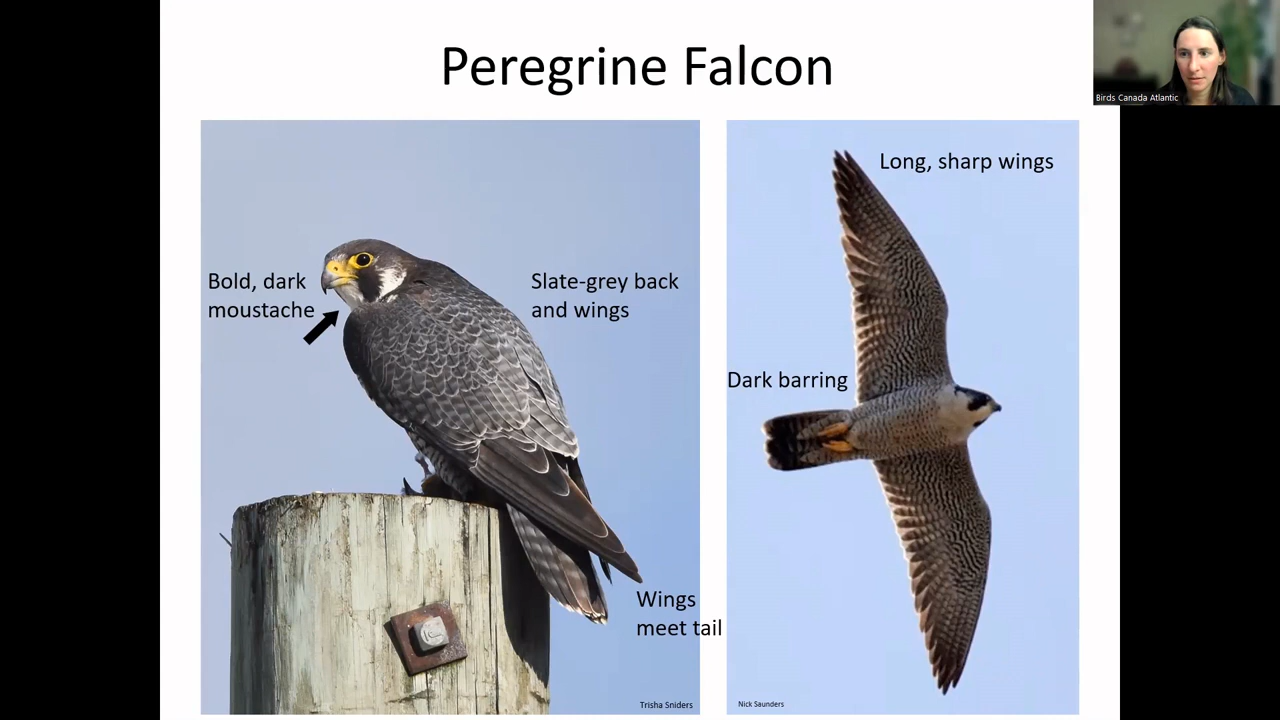 Peregrine Falcon
Birds Canada Atlantic
Long, sharp wings
Bold, dark
moustache
Slate-grey back
and wings
Dark barring
Wings
meet tail
Trisha Sniders
Nick Saunders